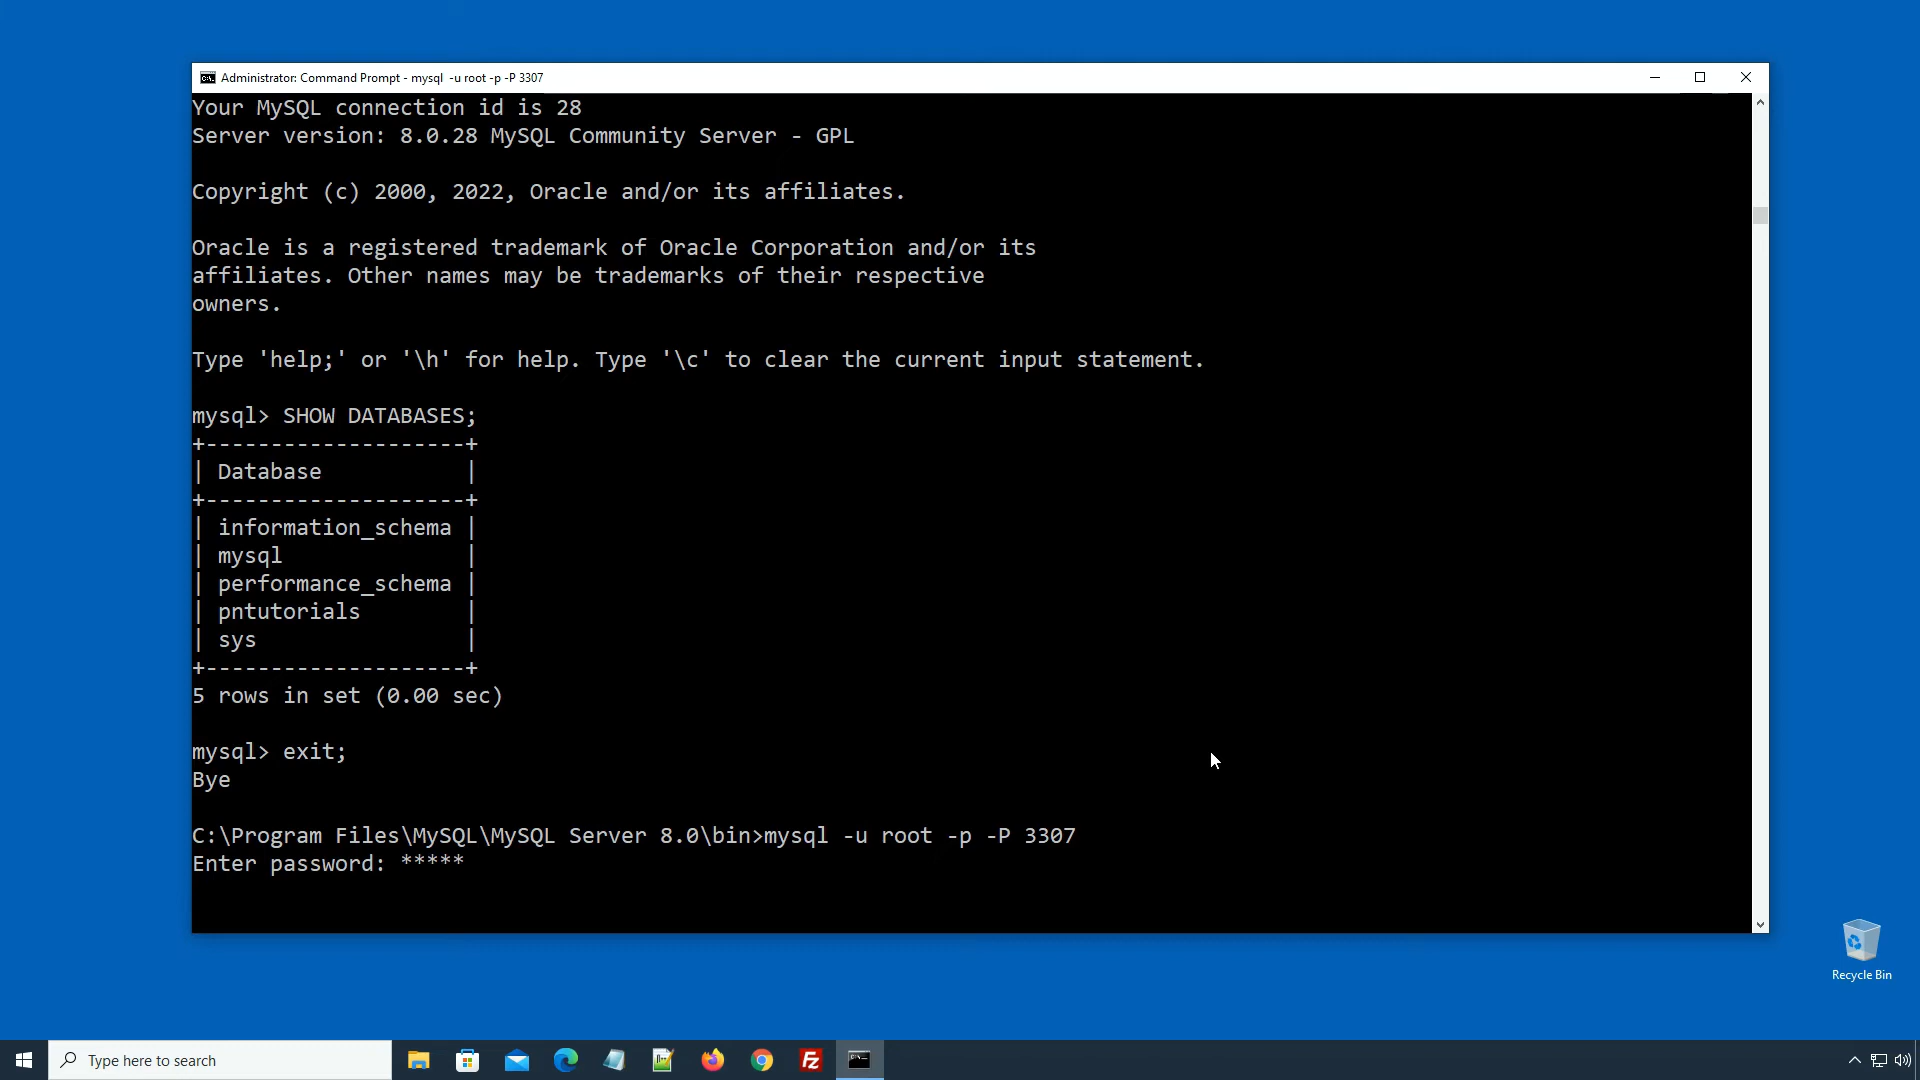 Administrator: Command Prompt - mysql  -u root -p -P 3307
Your MySQL connection id is 28
Server version: 8.0.28 MySQL Community Server - GPL
Copyright (c) 2000, 2022, Oracle and/or its affiliates.
Oracle is a registered trademark of Oracle Corporation and/or its
affiliates. Other names may be trademarks of their respective
owners.
Type 'help;' or '\h' for help. Type '\c' to clear the current input statement.
mysql> SHOW DATABASES;
+--------------------+
| Database           |
+--------------------+
| information_schema |
| mysql              |
| performance_schema |
| pntutorials        |
| sys                |
+--------------------+
5 rows in set (0.00 sec)
mysql> exit;
Bye
C:\Program Files\MySQL\MySQL Server 8.0\bin>mysql -u root -p -P 3307
Enter password: *****
Recycle Bin
Type here to search